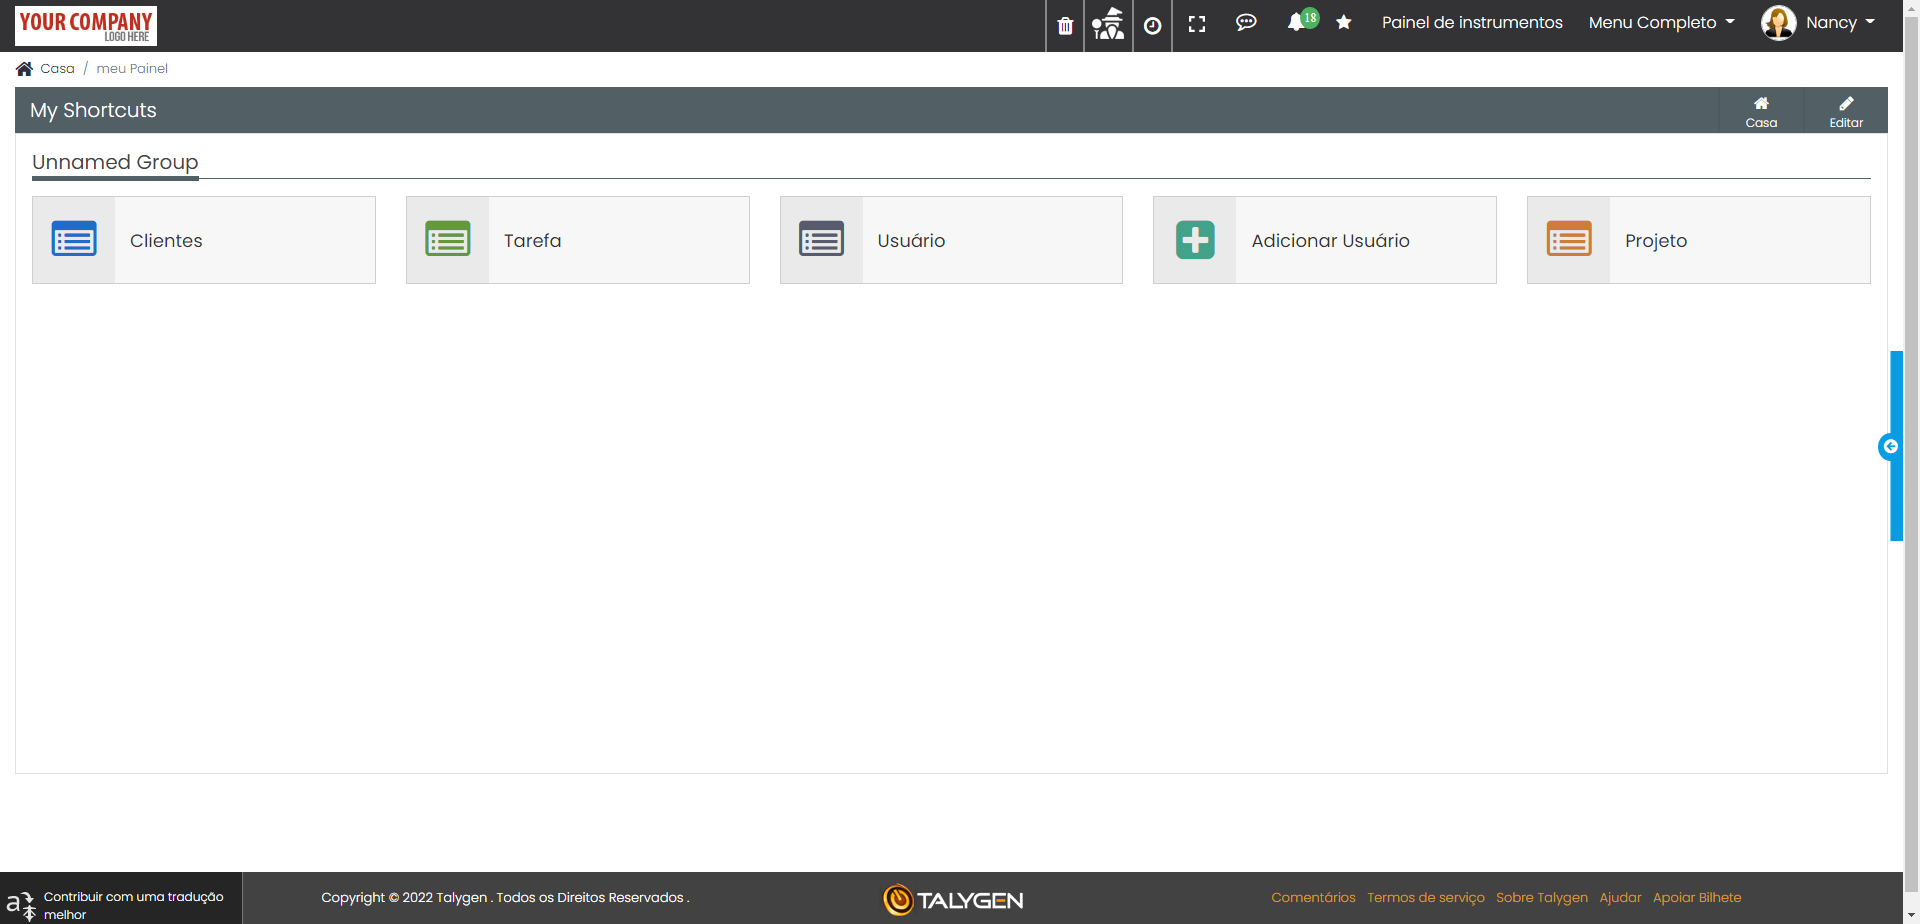 YOUR COMPANY
LOGO HERE
18
Painel de instrumentos
Menu Completo
Nancy
Casa / meu Painel
My Shortcuts
Casa
Editar
Unnamed Group
Clientes
Tarefa
Usuário
Adicionar Usuário
Projeto
Contribuir com uma tradução
melhor
Copyright © 2022 Talygen . Todos os Direitos Reservados .
TALYGEN
Comentários Termos de serviço Sobre Talygen Ajudar Apoiar Bilhete